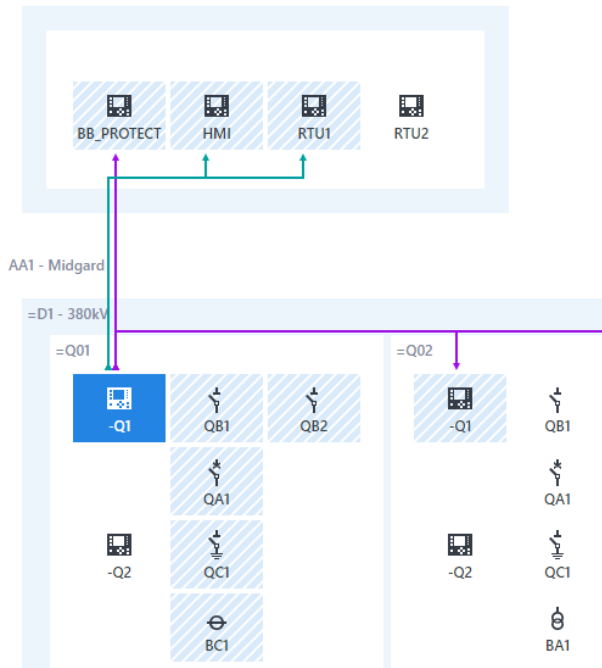 BB_PROTECT HMI RTU1 RTU2
AA1 - Midgard
=D1 - 380kV
=Q01 =Q02
-Q1 QB1 QB2 -Q1 QB1
QA1 QA1
-Q2 QC1 -Q2 QC1
BC1 BA1